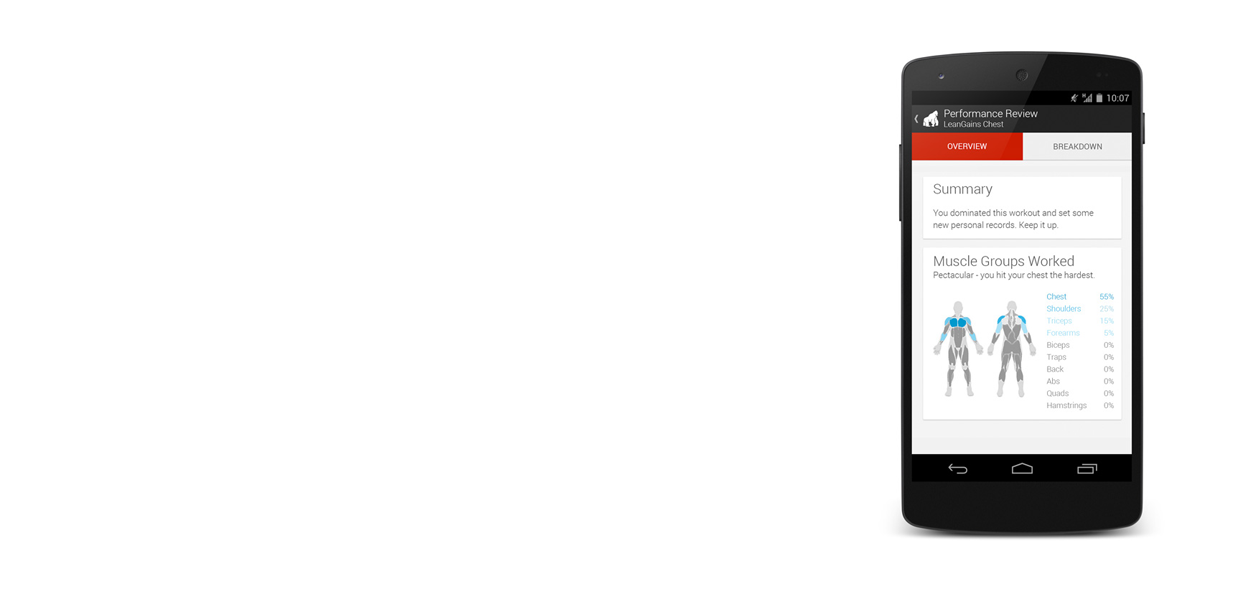 10:07
Performance Review
LeanGains Chest
OVERVIEW BREAKDOWN
Summary
You dominated this workout and set some
new personal records. Keep it up.
Muscle Groups Worked
Pectacular - you hit your chest the hardest.
Chest 55%
Shoulders 25%
Triceps 15%
Forearms 5%
Biceps 0%
Traps 0%
Back 0%
Abs 0%
Quads 0%
Hamstrings 0%